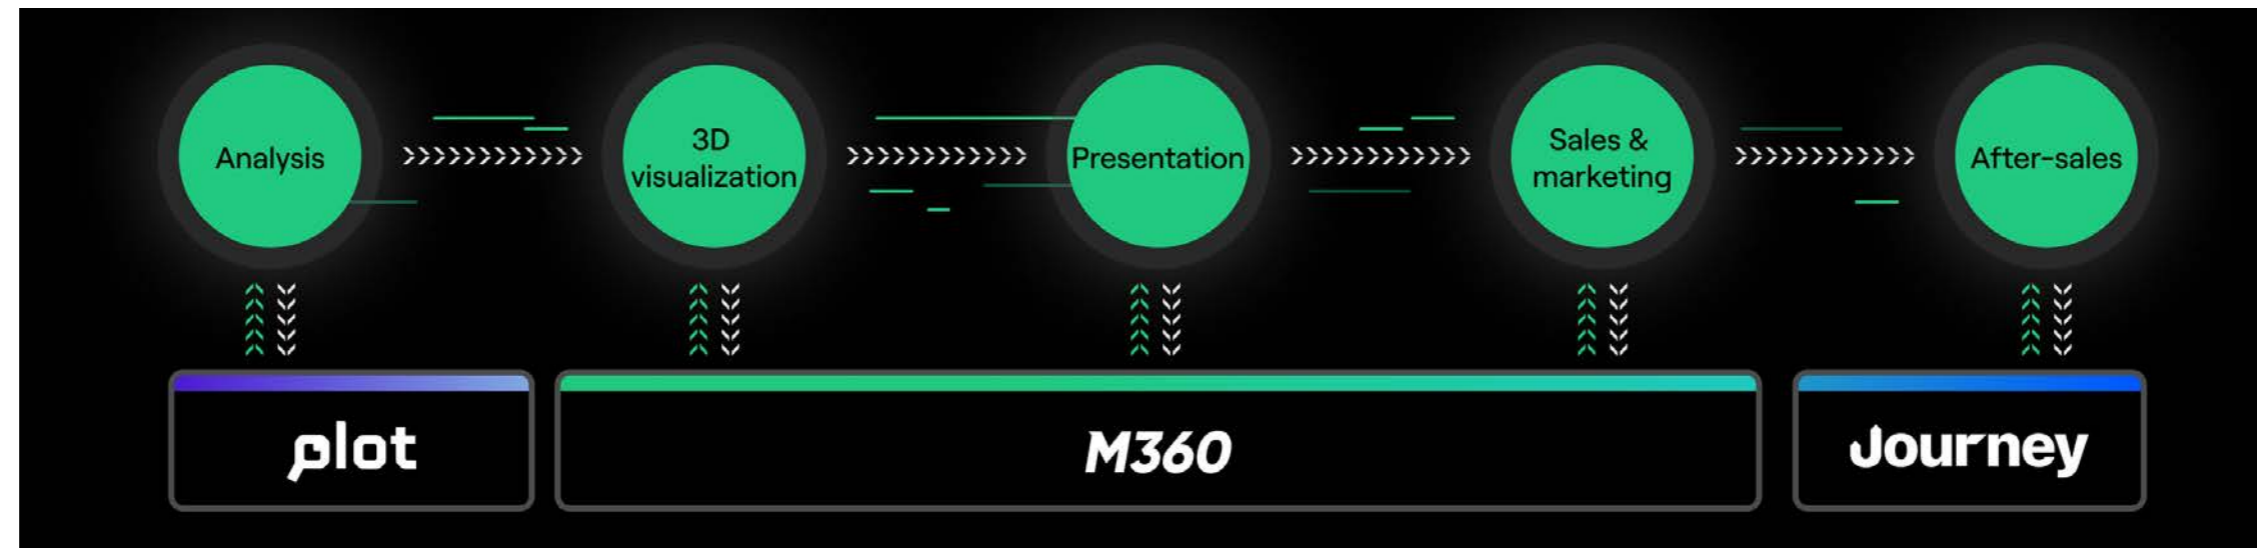 Analysis
3D
visualization
Presentation
Sales &
marketing
After-sales
plot
M360
Journey